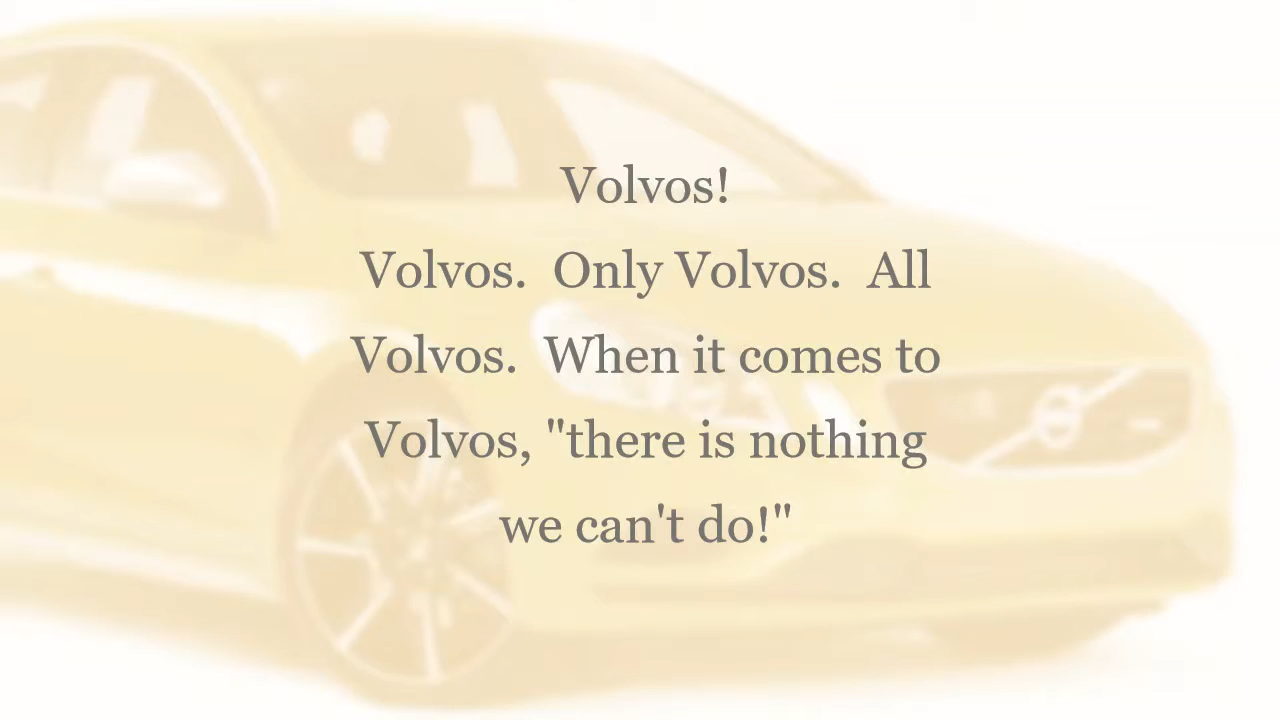 Volvos!
Volvos.  Only Volvos.  All
Volvos.  When it comes to
Volvos, "there is nothing
we can't do!"